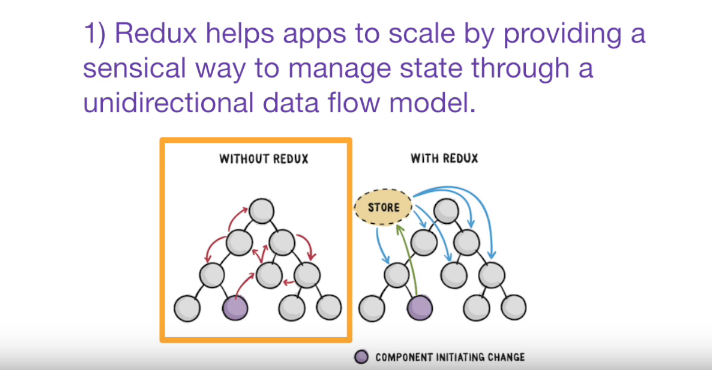 1) Redux helps apps to scale by providing a
sensical way to manage state through a
unidirectional data flow model.
WITHOUT REDUX
WITH REDUX
STORE
COMPONENT INITIATING CHANGE